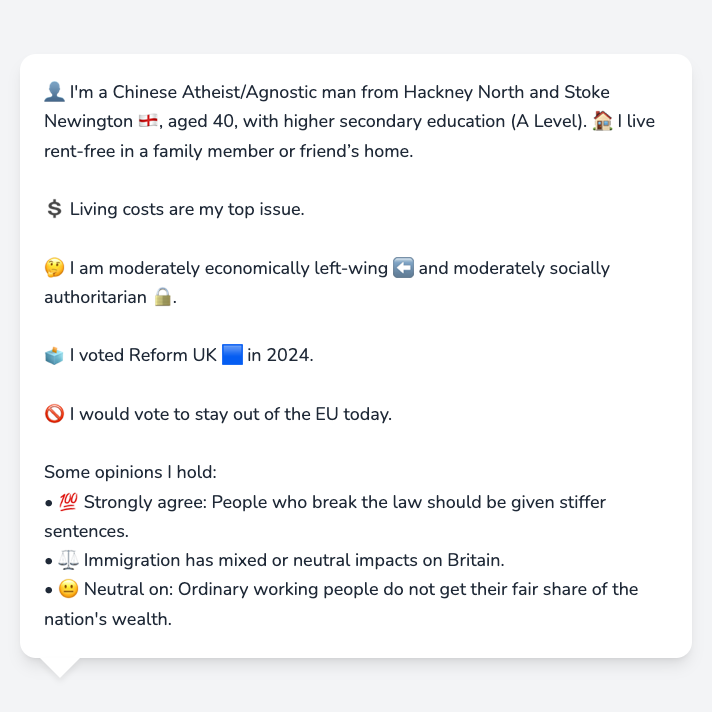 👤 I'm a Chinese Atheist/Agnostic man from Hackney North and Stoke
Newington 🏴󠁧󠁢󠁥󠁮󠁧󠁿, aged 40, with higher secondary education (A Level). 🏠 I live
rent-free in a family member or friend’s home.
💲 Living costs are my top issue.
🤔 I am moderately economically left-wing ⬅️ and moderately socially
authoritarian 🔒.
🗳️ I voted Reform UK 🟦 in 2024.
🚫 I would vote to stay out of the EU today.
Some opinions I hold:
• 💯 Strongly agree: People who break the law should be given stiffer
sentences.
• ⚖️ Immigration has mixed or neutral impacts on Britain.
• 😐 Neutral on: Ordinary working people do not get their fair share of the
nation's wealth.